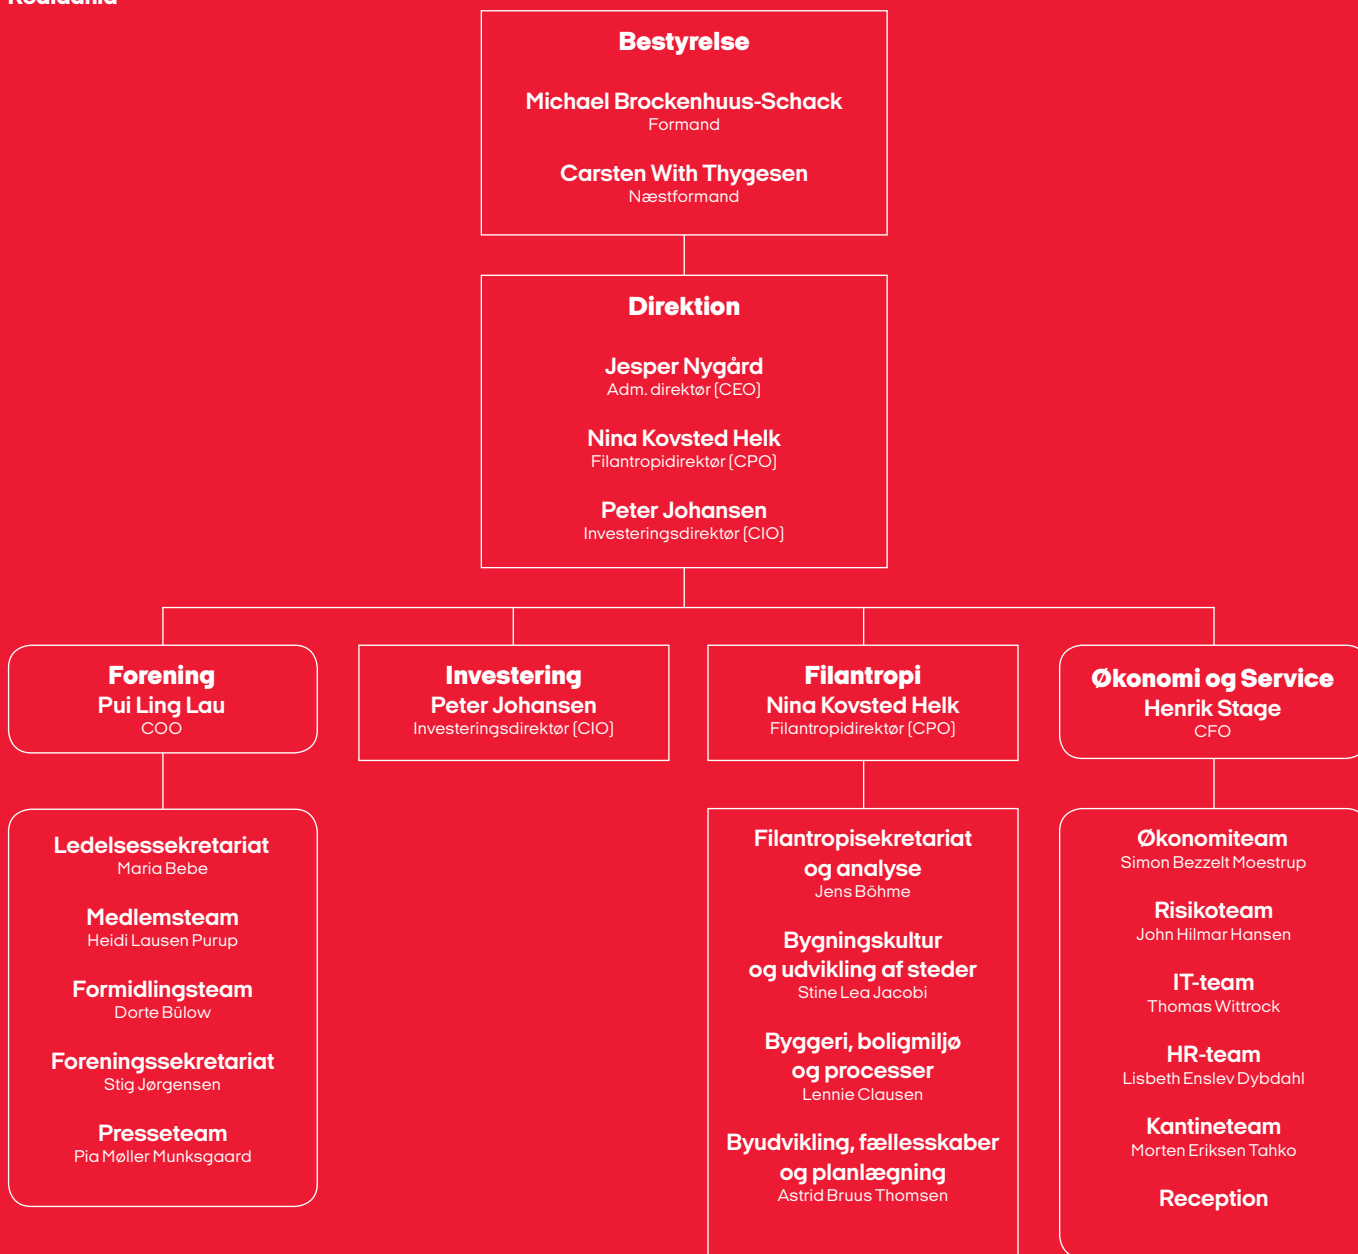 Realdania
Bestyrelse
Michael Brockenhuus-Schack
Formand
Carsten With Thygesen
Næstformand
Direktion
Jesper Nygård
Adm. direktør (CEO)
Nina Kovsted Helk
Filantropidirektør (CPO)
Peter Johansen
Investeringsdirektør (CIO)
Forening
Pui Ling Lau
COO
Investering
Peter Johansen
Investeringsdirektør (CIO)
Filantropi
Nina Kovsted Helk
Filantropidirektør (CPO)
Økonomi og Service
Henrik Stage
CFO
Ledelsessekretariat
Maria Bebe
Medlemsteam
Heidi Lausen Purup
Formidlingsteam
Dorte Bülow
Foreningssekretariat
Stig Jørgensen
Presseteam
Pia Møller Munksgaard
Filantropisekretariat
og analyse
Jens Böhme
Bygningskultur
og udvikling af steder
Stine Lea Jacobi
Byggeri, boligmiljø
og processer
Lennie Clausen
Byudvikling, fællesskaber
og planlægning
Astrid Bruus Thomsen
Økonomiteam
Simon Bezzelt Moestrup
Risikoteam
John Hilmar Hansen
IT-team
Thomas Wittrock
HR-team
Lisbeth Enslev Dybdahl
Kantineteam
Morten Eriksen Tahko
Reception